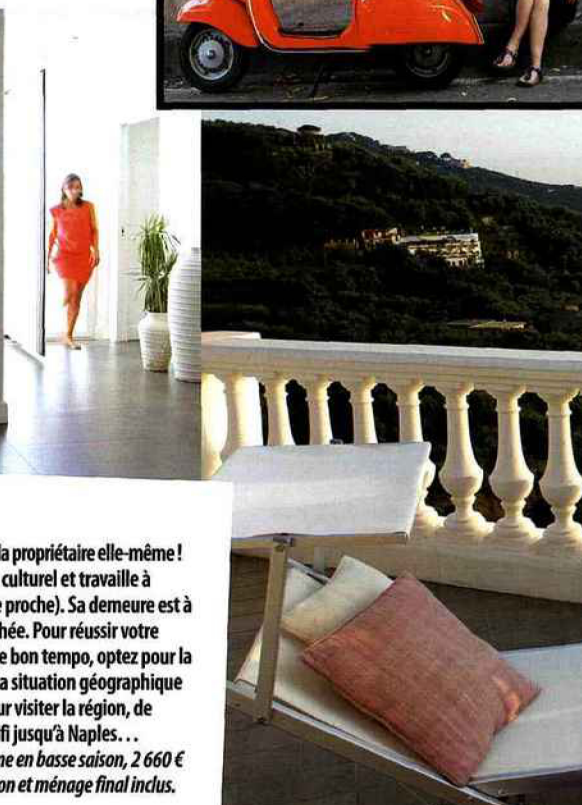 la propriétaire elle-même !
culturel et travaille à
proche). Sa demeure est à
hée. Pour réussir votre
bon tempo, optez pour la
a situation géographique
ur visiter la région, de
fi jusqu'à Naples…
ne en basse saison, 2 660 €
on et ménage final inclus.